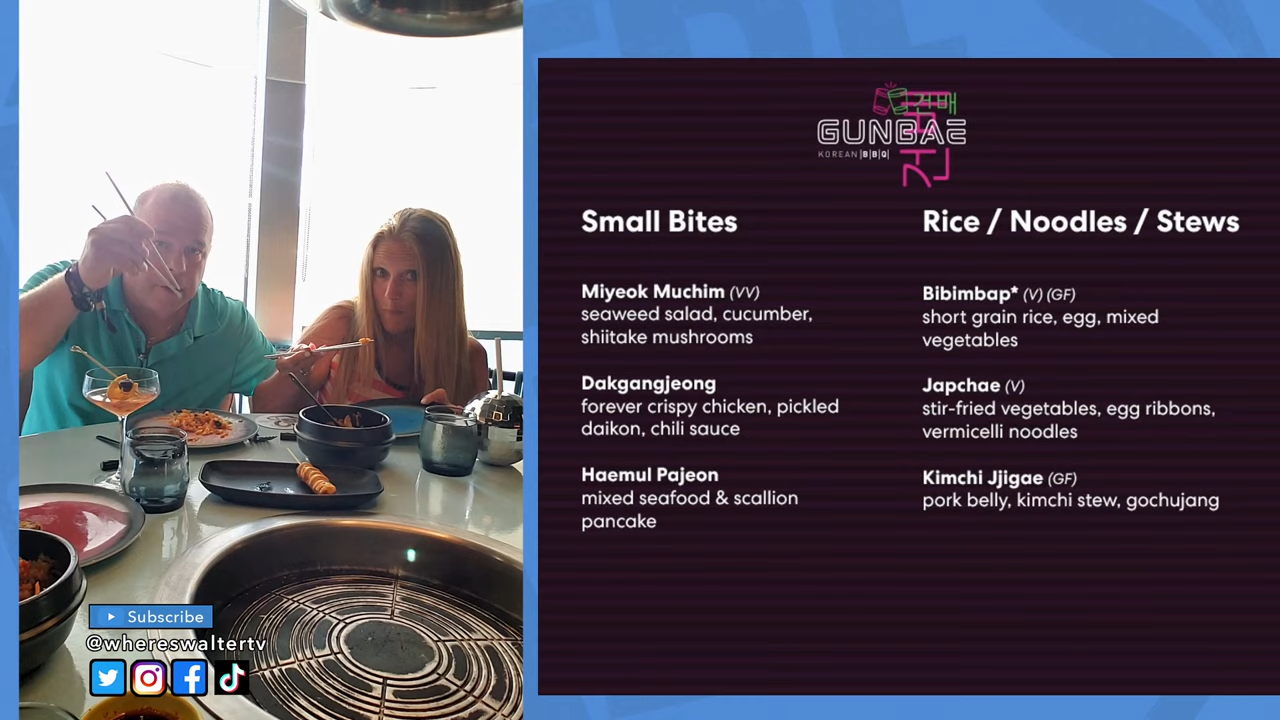 건배
GUNBAE
KOREAN BBQ
Small Bites
Miyeok Muchim (VV)
seaweed salad, cucumber,
shiitake mushrooms
Dakgangjeong
forever crispy chicken, pickled
daikon, chili sauce
Haemul Pajeon
mixed seafood & scallion
pancake
Rice / Noodles / Stews
Bibimbap* (V) (GF)
short grain rice, egg, mixed
vegetables
Japchae (V)
stir-fried vegetables, egg ribbons,
vermicelli noodles
Kimchi Jjigae (GF)
pork belly, kimchi stew, gochujang
Subscribe
@whereswaltertv